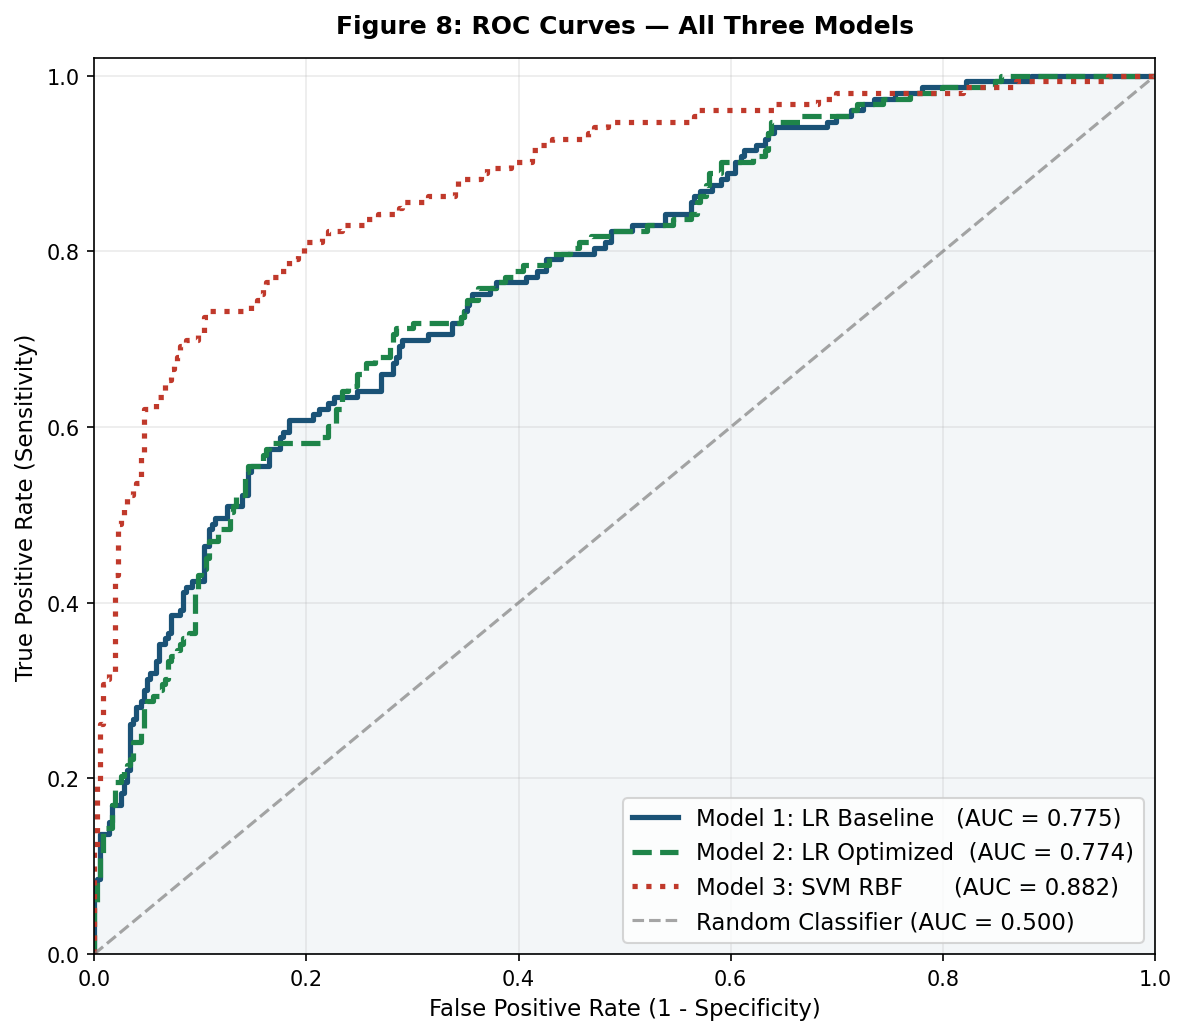 Figure 8: ROC Curves — All Three Models
True Positive Rate (Sensitivity)
1.0
0.8
0.6
0.4
0.2
0.0
Model 1: LR Baseline (AUC = 0.775)
Model 2: LR Optimized (AUC = 0.774)
Model 3: SVM RBF (AUC = 0.882)
Random Classifier (AUC = 0.500)
0.0 0.2 0.4 0.6 0.8 1.0
False Positive Rate (1 - Specificity)